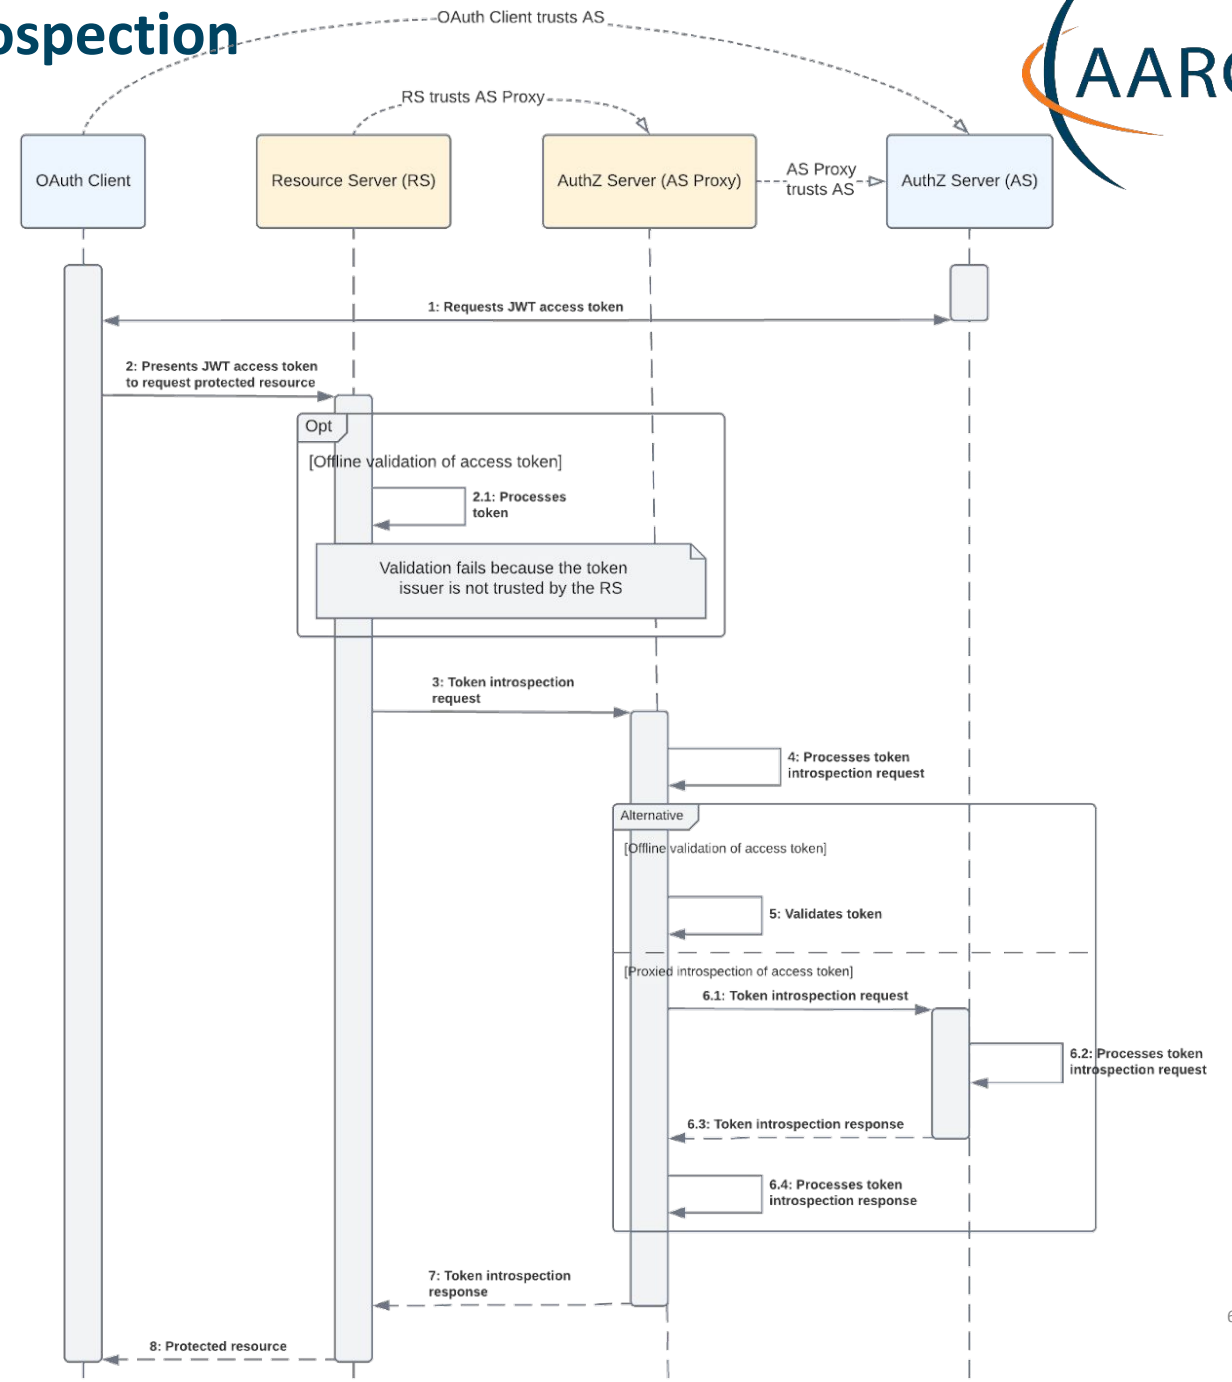 ospection
OAuth Client trusts AS
AARC
RS trusts AS Proxy
OAuth Client
Resource Server (RS)
AuthZ Server (AS Proxy)
AS Proxy
trusts AS
AuthZ Server (AS)
1: Requests JWT access token
2: Presents JWT access token
to request protected resource
Opt
[Offline validation of access token]
2.1: Processes
token
Validation fails because the token
issuer is not trusted by the RS
3: Token introspection
request
4: Processes token
introspection request
Alternative
[Offline validation of access token]
5: Validates token
[Proxied introspection of access token]
6.1: Token introspection request
6.2: Processes token
introspection request
6.3: Token introspection response
6.4: Processes token
introspection response
7: Token introspection
response
6
8: Protected resource